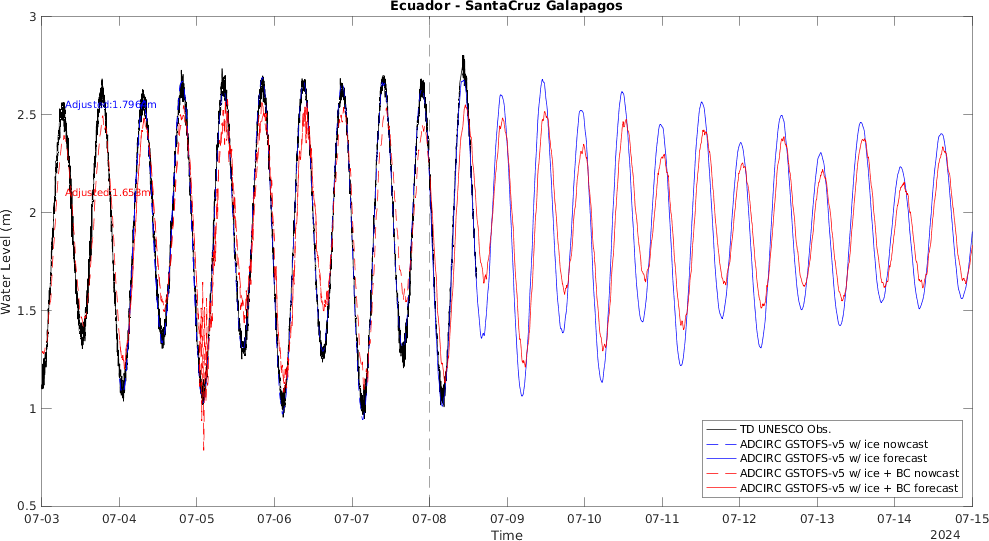 Ecuador - SantaCruz Galapagos
Water Level (m)
3
2.5
2
1.5
1
0.5
Adjusted:1.796m
TD UNESCO Obs.
ADCIRC GSTOFS-v5 w/ ice nowcast
ADCIRC GSTOFS-v5 w/ ice forecast
ADCIRC GSTOFS-v5 w/ ice + BC nowcast
ADCIRC GSTOFS-v5 w/ ice + BC forecast
07-03 07-04 07-05 07-06 07-07 07-08 07-09 07-10 07-11 07-12 07-13 07-14 07-15
Time
2024